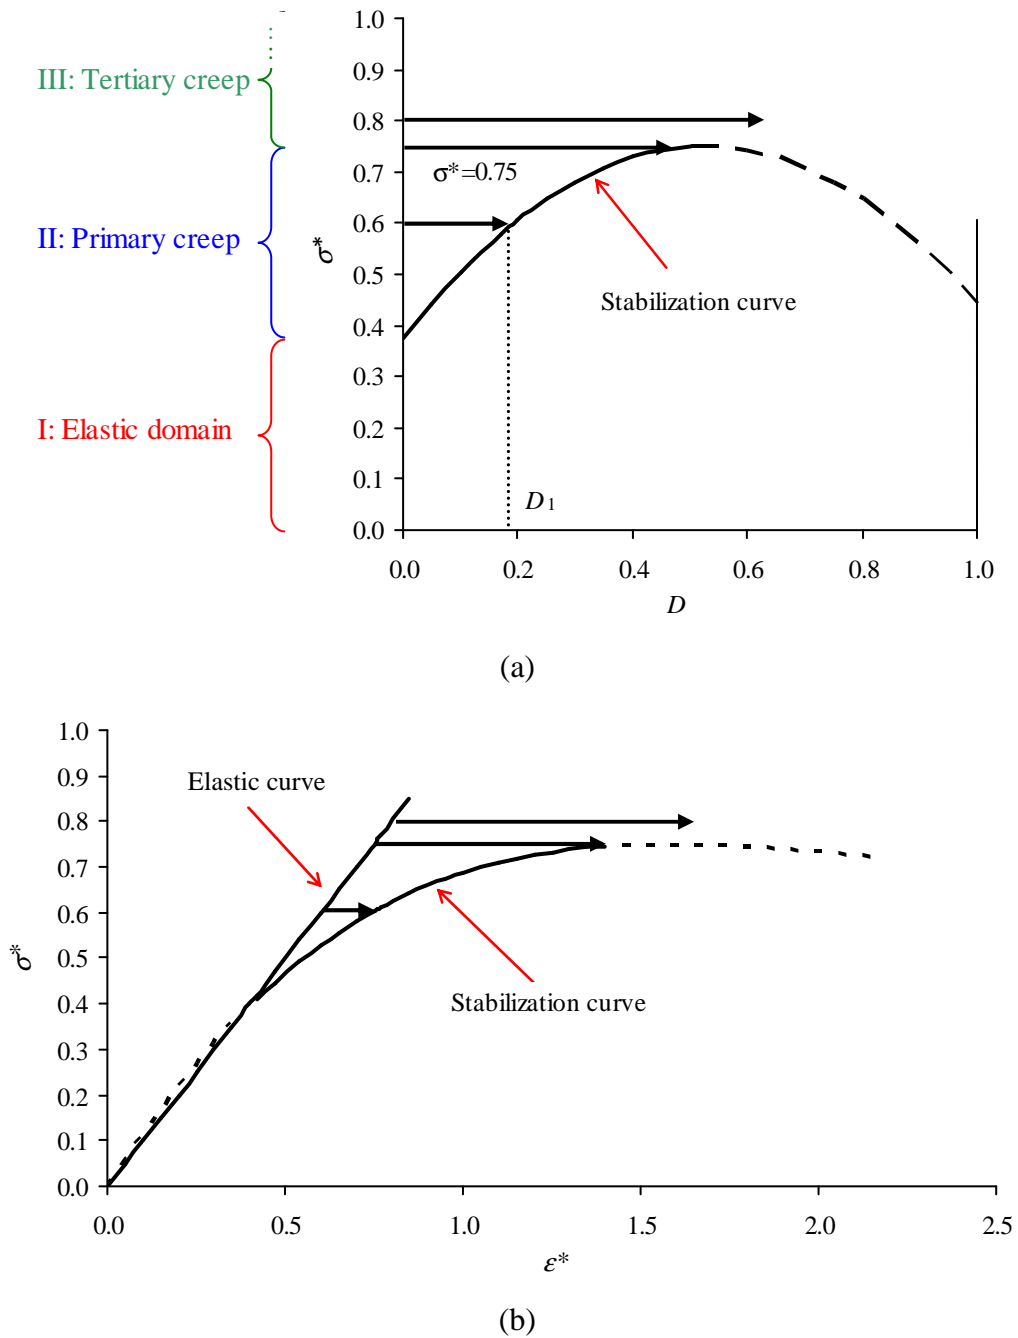 1.0
III: Tertiary creep
0.9
0.8
σ*=0.75
0.7
II: Primary creep
0.6
σ*
0.5
Stabilization curve
0.4
0.3
I: Elastic domain
0.2
0.1
D1
0.0
0.0 0.2 0.4 0.6 0.8 1.0
D
(a)
1.0
0.9
Elastic curve
0.8
0.7
0.6
σ*
0.5
Stabilization curve
0.4
0.3
0.2
0.1
0.0
0.0 0.5 1.0 1.5 2.0 2.5
ε*
(b)